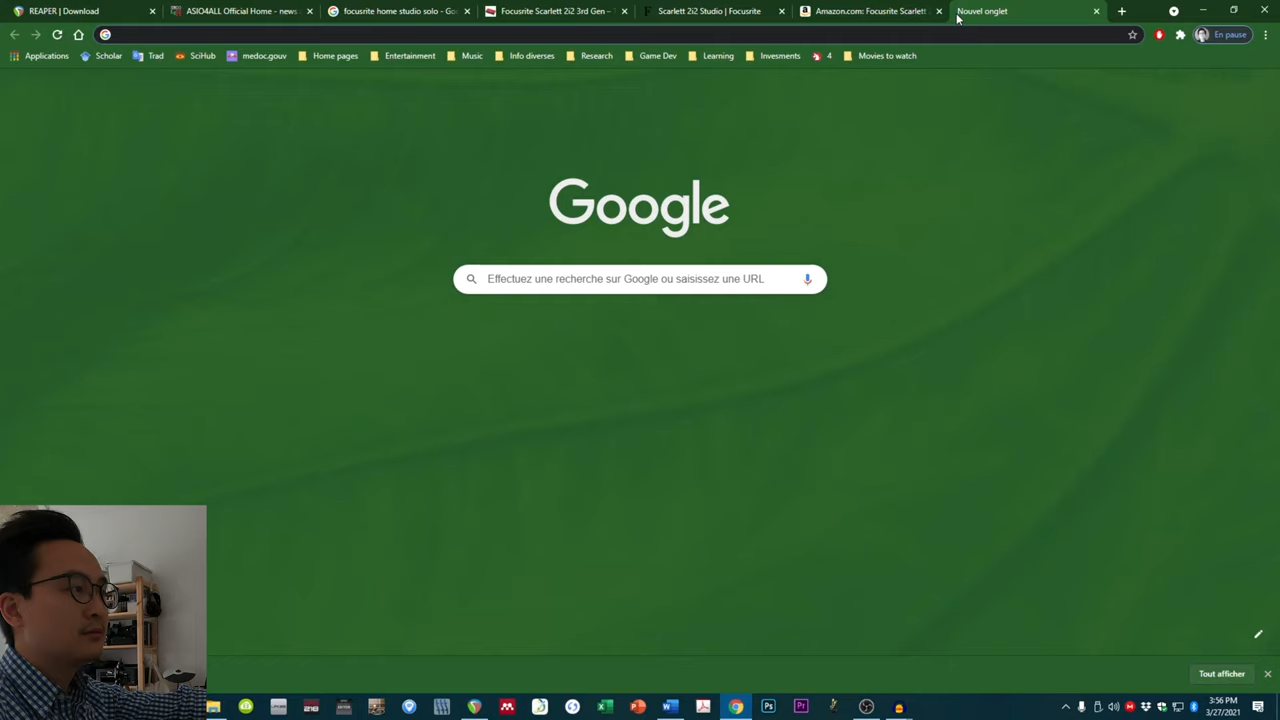 REAPER | Download
ASIO4ALL Official Home - news
focusrite home studio solo - Go
Focusrite Scarlett 2i2 3rd Gen –
Scarlett 2i2 Studio | Focusrite
Amazon.com: Focusrite Scarlett
Nouvel onglet
En pause
Applications
Scholar
Trad
SciHub
medoc.gouv
Home pages
Entertainment
Music
Info diverses
Research
Game Dev
Learning
Invesments
4
Movies to watch
Google
Effectuez une recherche sur Google ou saisissez une URL
Tout afficher
3:56 PM
3/27/2021